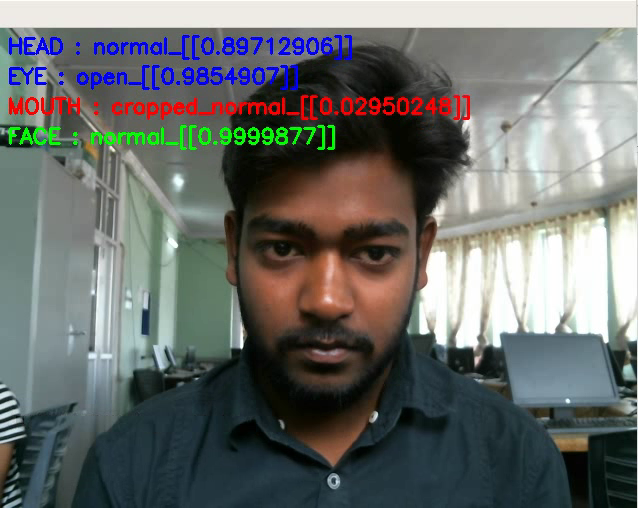 HEAD : normal_[[0.89712906]]
EYE : open_[[0.9854907]]
MOUTH : cropped_normal_[[0.02950248]]
FACE : normal_[[0.9999877]]